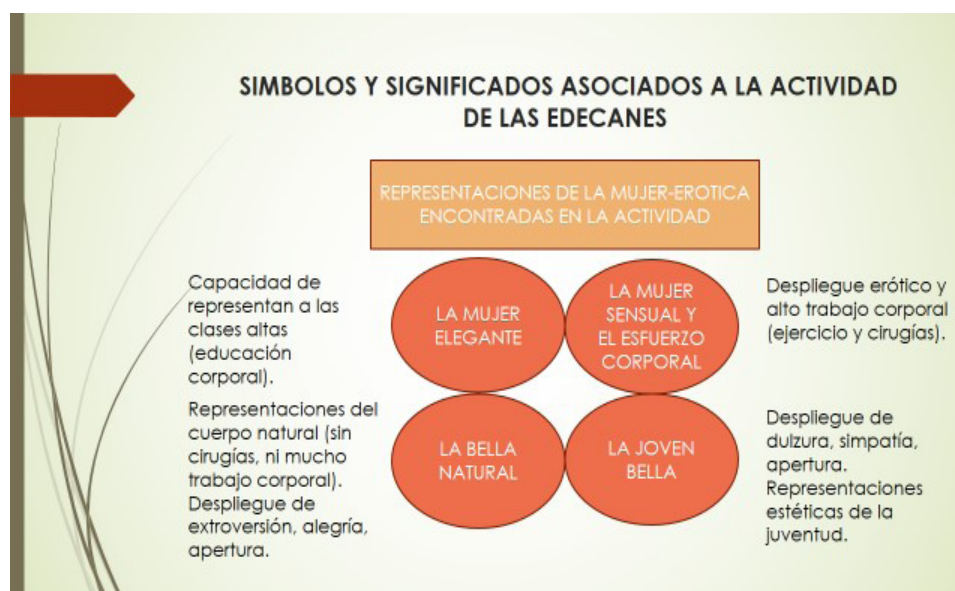 SIMBOLOS Y SIGNIFICADOS ASOCIADOS A LA ACTIVIDAD
DE LAS EDECANES
REPRESENTACIONES DE LA MUJER-EROTICA
ENCONTRADAS EN LA ACTIVIDAD
Capacidad de
representan a las
clases altas
(educación
corporal).
LA MUJER
ELEGANTE
LA MUJER
SENSUAL Y
EL ESFUERZO
CORPORAL
Despliegue erótico y
alto trabajo corporal
(ejercicio y cirugías).
Representaciones del
cuerpo natural (sin
cirugías, ni mucho
trabajo corporal).
Despliegue de
extroversión, alegría,
apertura.
LA BELLA
NATURAL
LA JOVEN
BELLA
Despliegue de
dulzura, simpatía,
apertura.
Representaciones
estéticas de la
juventud.